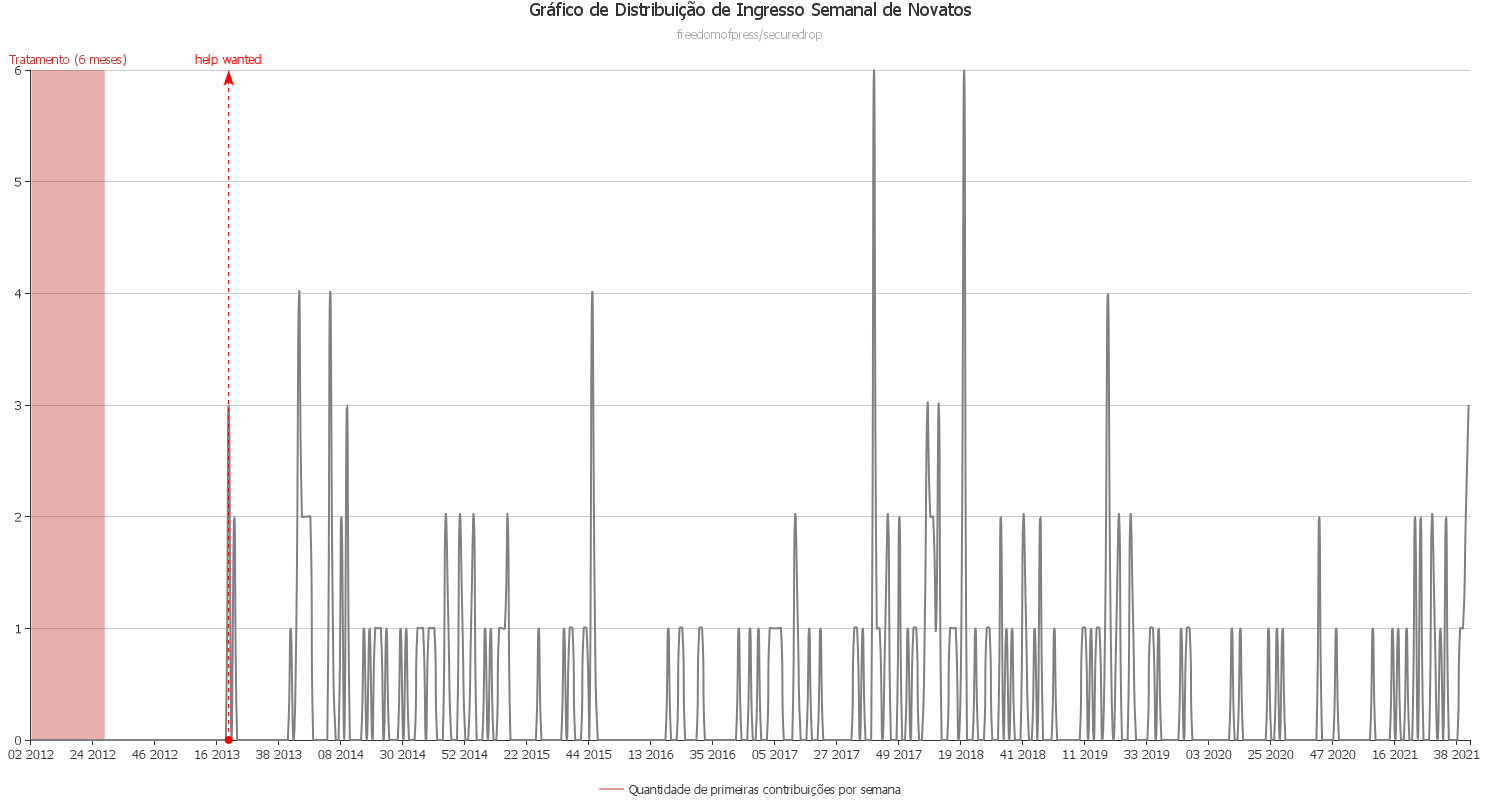 Gráfico de Distribuição de Ingresso Semanal de Novatos
freedomofpress/securedrop
Tratamento (6 meses)
help wanted
6
5
4
3
2
1
0
02 2012 24 2012 46 2012 16 2013 38 2013 08 2014 30 2014 52 2014 22 2015 44 2015 13 2016 35 2016 05 2017 27 2017 49 2017 19 2018 41 2018 11 2019 33 2019 03 2020 25 2020 47 2020 16 2021 38 2021
Quantidade de primeiras contribuições por semana